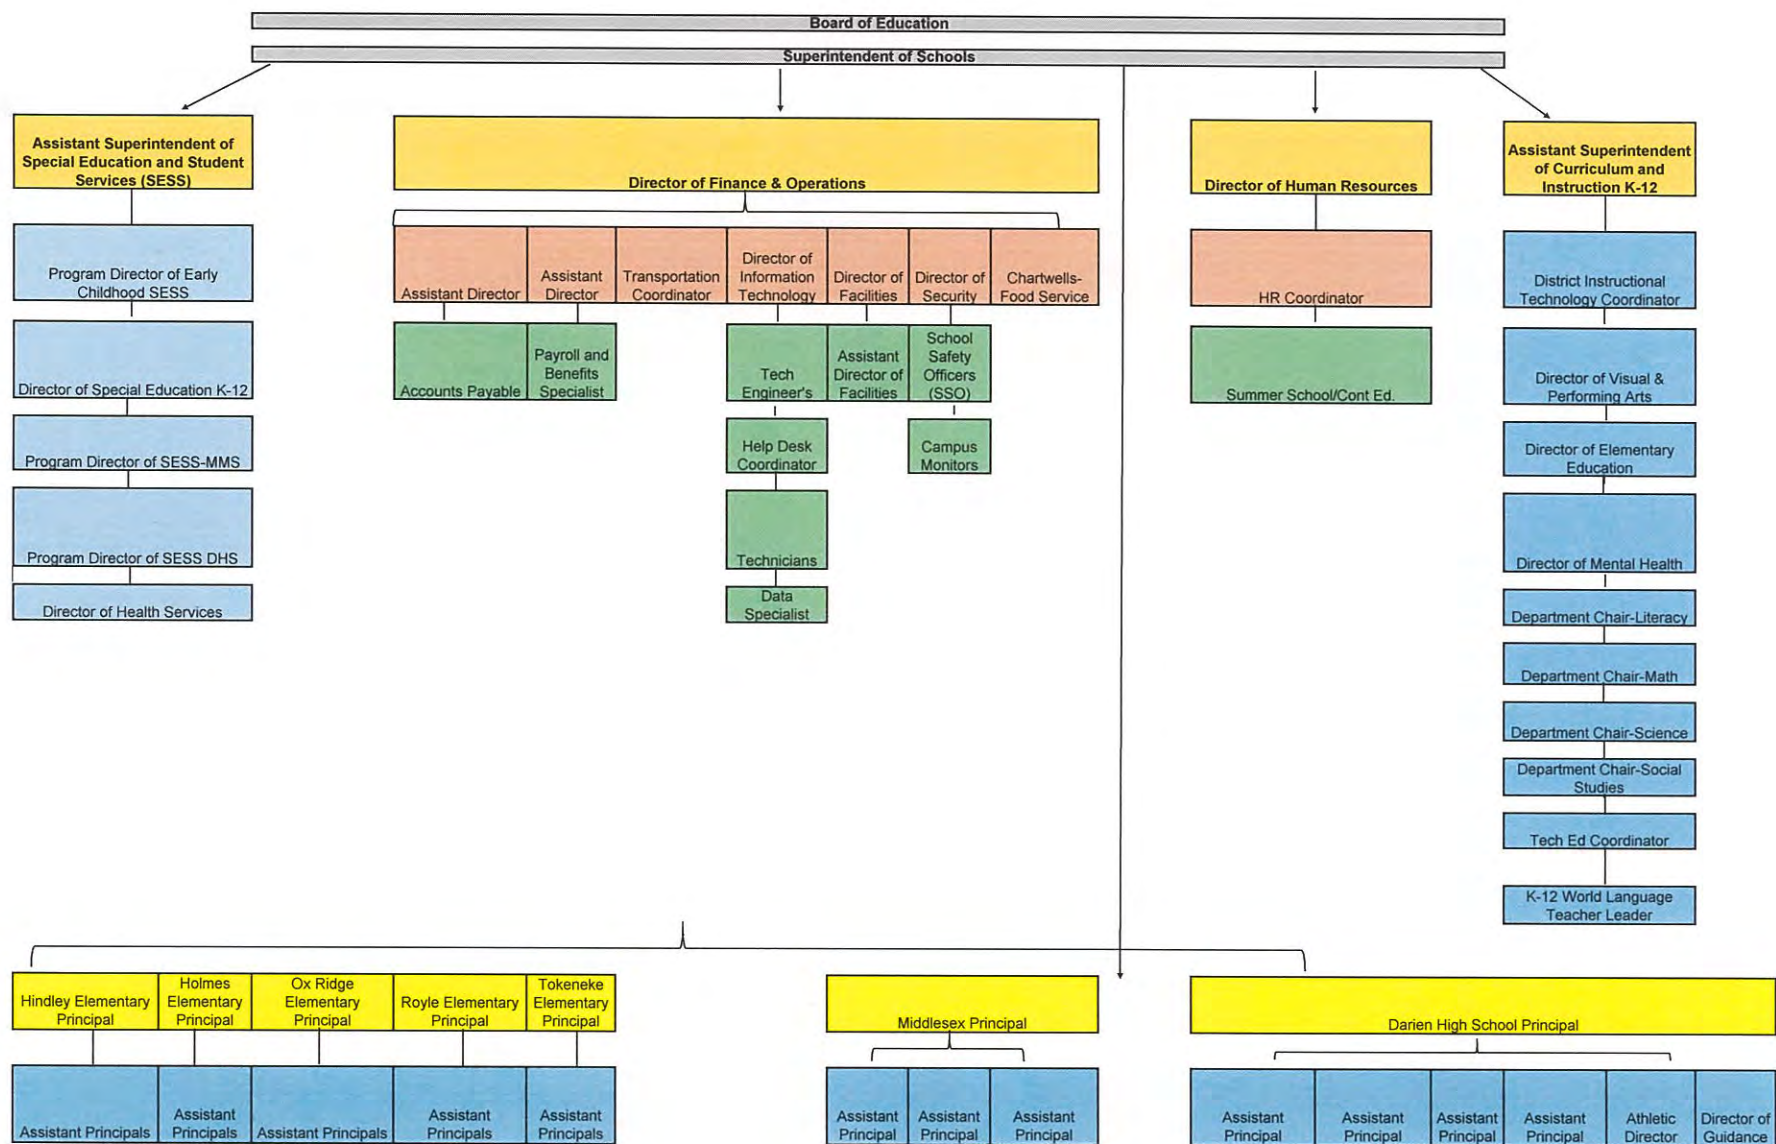 Board of Education
Superintendent of Schools
Assistant Superintendent of
Special Education and Student
Services (SESS)
Director of Finance & Operations
Director of Human Resources
Assistant Superintendent
of Curriculum and
Instruction K-12
Program Director of Early
Childhood SESS
Assistant Director
Assistant
Director
Transportation
Coordinator
Director of
Information
Technology
Director of
Facilities
Director of
Security
Chartwells-
Food Service
HR Coordinator
District Instructional
Technology Coordinator
Director of Special Education K-12
Accounts Payable
Payroll and
Benefits
Specialist
Tech
Engineer's
Assistant
Director of
Facilities
School
Safety
Officers
(SSO)
Summer School/Cont Ed.
Director of Visual &
Performing Arts
Program Director of SESS-MMS
Help Desk
Coordinator
Campus
Monitors
Director of Elementary
Education
Program Director of SESS DHS
Technicians
Director of Mental Health
Director of Health Services
Data
Specialist
Department Chair-Literacy
Department Chair-Math
Department Chair-Science
Department Chair-Social
Studies
Tech Ed Coordinator
K-12 World Language
Teacher Leader
Hindley Elementary
Principal
Holmes
Elementary
Principal
Ox Ridge
Elementary
Principal
Royle Elementary
Principal
Tokeneke
Elementary
Principal
Middlesex Principal
Darien High School Principal
Assistant Principals
Assistant
Principals
Assistant Principals
Assistant
Principals
Assistant
Principals
Assistant
Principal
Assistant
Principal
Assistant
Principal
Assistant
Principal
Assistant
Principal
Assistant
Principal
Assistant
Principal
Athletic
Director
Director of
Guidance